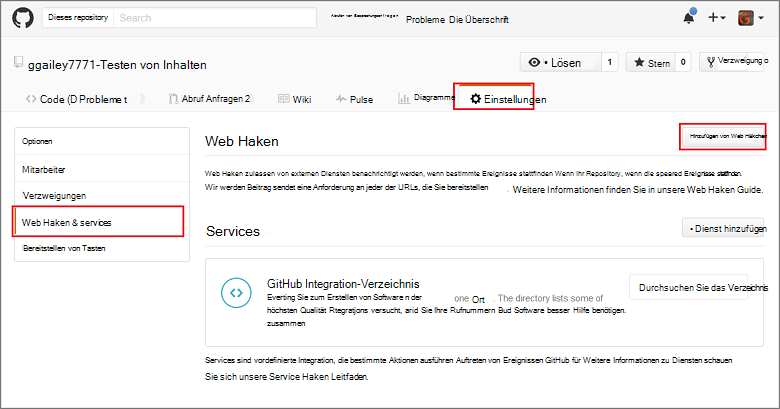 Dieses repository Search Probleme Die Überschrift
ggailey7771-Testen von Inhalten
• Lösen 1 Stern 0 Verzweigung o
Code (D Probleme t Abruf Anfragen 2 Wiki Pulse Diagramme Einstellungen
Optionen
Mitarbeiter
Verzweigungen
Web Haken & services
Bereitstellen von Tasten
Web Haken
Hinzufügen von Web Häkchen
Web Haken zulassen von externen Diensten benachrichtigt werden, wenn bestimmte Ereignisse stattfinden Wenn Ihr Repository, wenn die speared Ereignisse stattfinden.
Wir werden Beitrag sendet eine Anforderung an jeder der URLs, die Sie bereitstellen . Weitere Informationen finden Sie in unsere Web Haken Guide.
Services
• Dienst hinzufügen
GitHub Integration-Verzeichnis
Everting Sie zum Erstellen von Software n der one Ort . The directory lists some of
höchsten Qualität Rtegratjons versucht, arid Sie Ihre Rufnummern Bud Software besser Hilfe benötigen.
zusammen
Durchsuchen Sie das Verzeichnis
Services sind vordefinierte Integration, die bestimmte Aktionen ausführen Auftreten von Ereignissen GitHub für Weitere Informationen zu Diensten schauen
Sie sich unsere Service Haken Leitfaden.